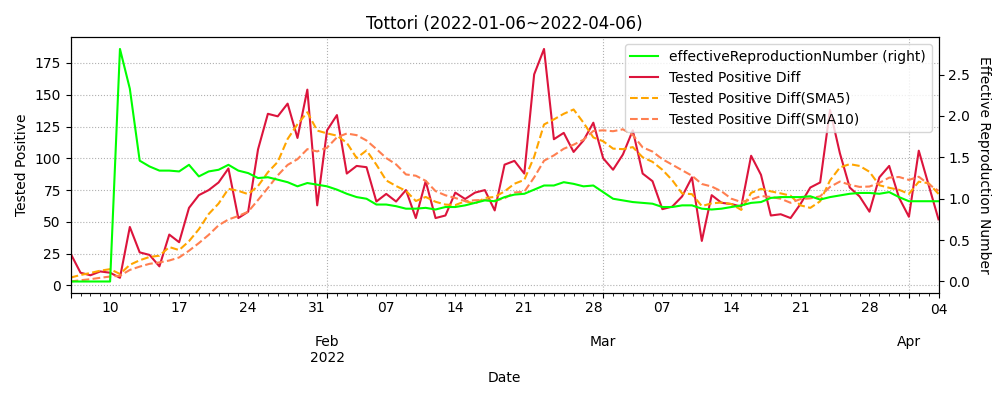 Tottori (2022-01-06~2022-04-06)
effectiveReproductionNumber (right)
Tested Positive Diff
Tested Positive Diff(SMA5)
Tested Positive Diff(SMA10)
Tested Positive
175
150
125
100
75
50
25
0
2.5
2.0
1.5
1.0
0.5
0.0
Effective Reproduction Number
10 17 24 31 07 14 21 28 07 14 21 28 04
Feb Mar Apr
2022
Date